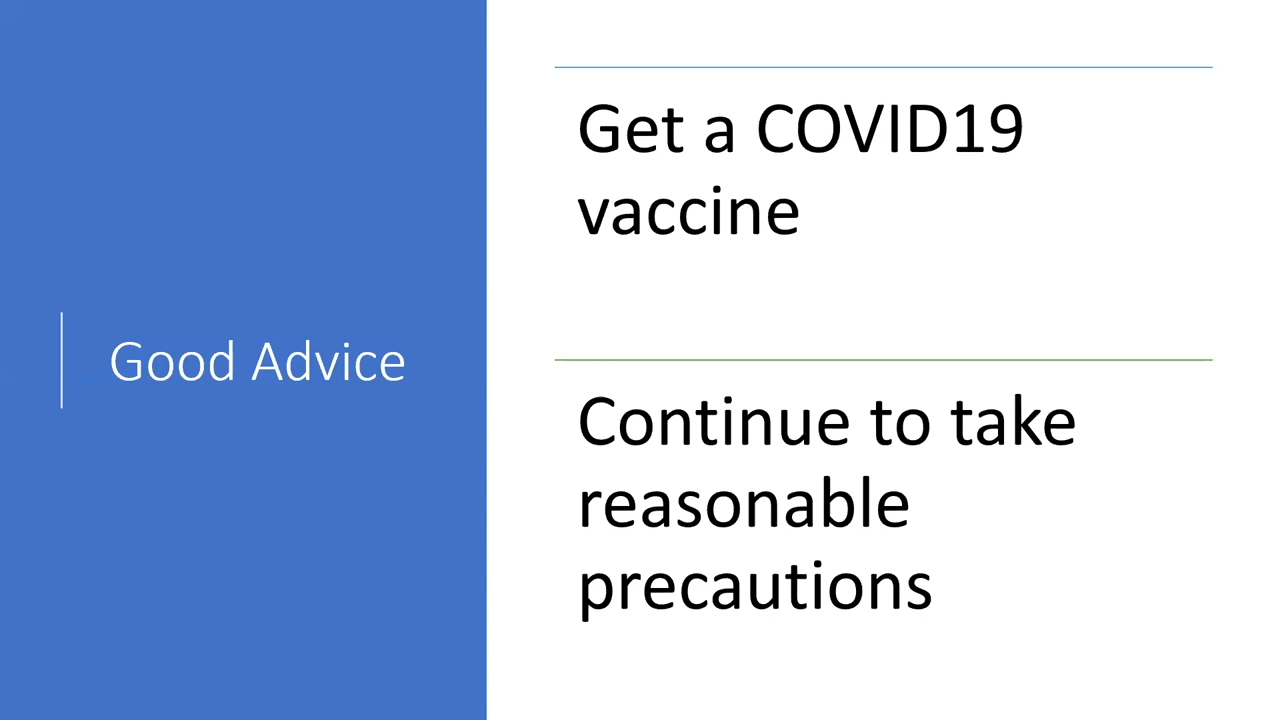 Good Advice
Get a COVID19
vaccine
Continue to take
reasonable
precautions